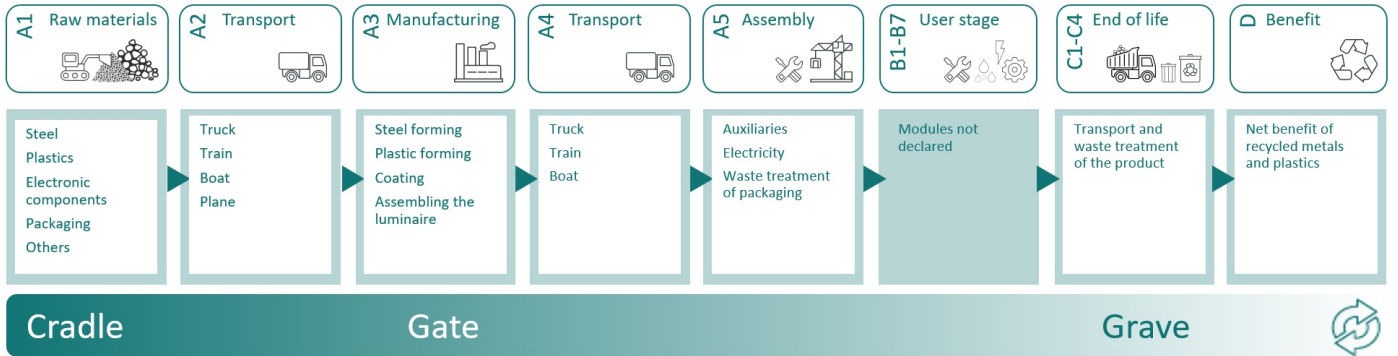 A1 Raw materials
A2 Transport
A3 Manufacturing
A4 Transport
A5 Assembly
B1-B7 User stage
C1-C4 End of life
D Benefit
Steel
Plastics
Electronic
components
Packaging
Others
Truck
Train
Boat
Plane
Steel forming
Plastic forming
Coating
Assembling the
luminaire
Truck
Train
Boat
Auxiliaries
Electricity
Waste treatment
of packaging
Modules not
declared
Transport and
waste treatment
of the product
Net benefit of
recycled metals
and plastics
Cradle
Gate
Grave